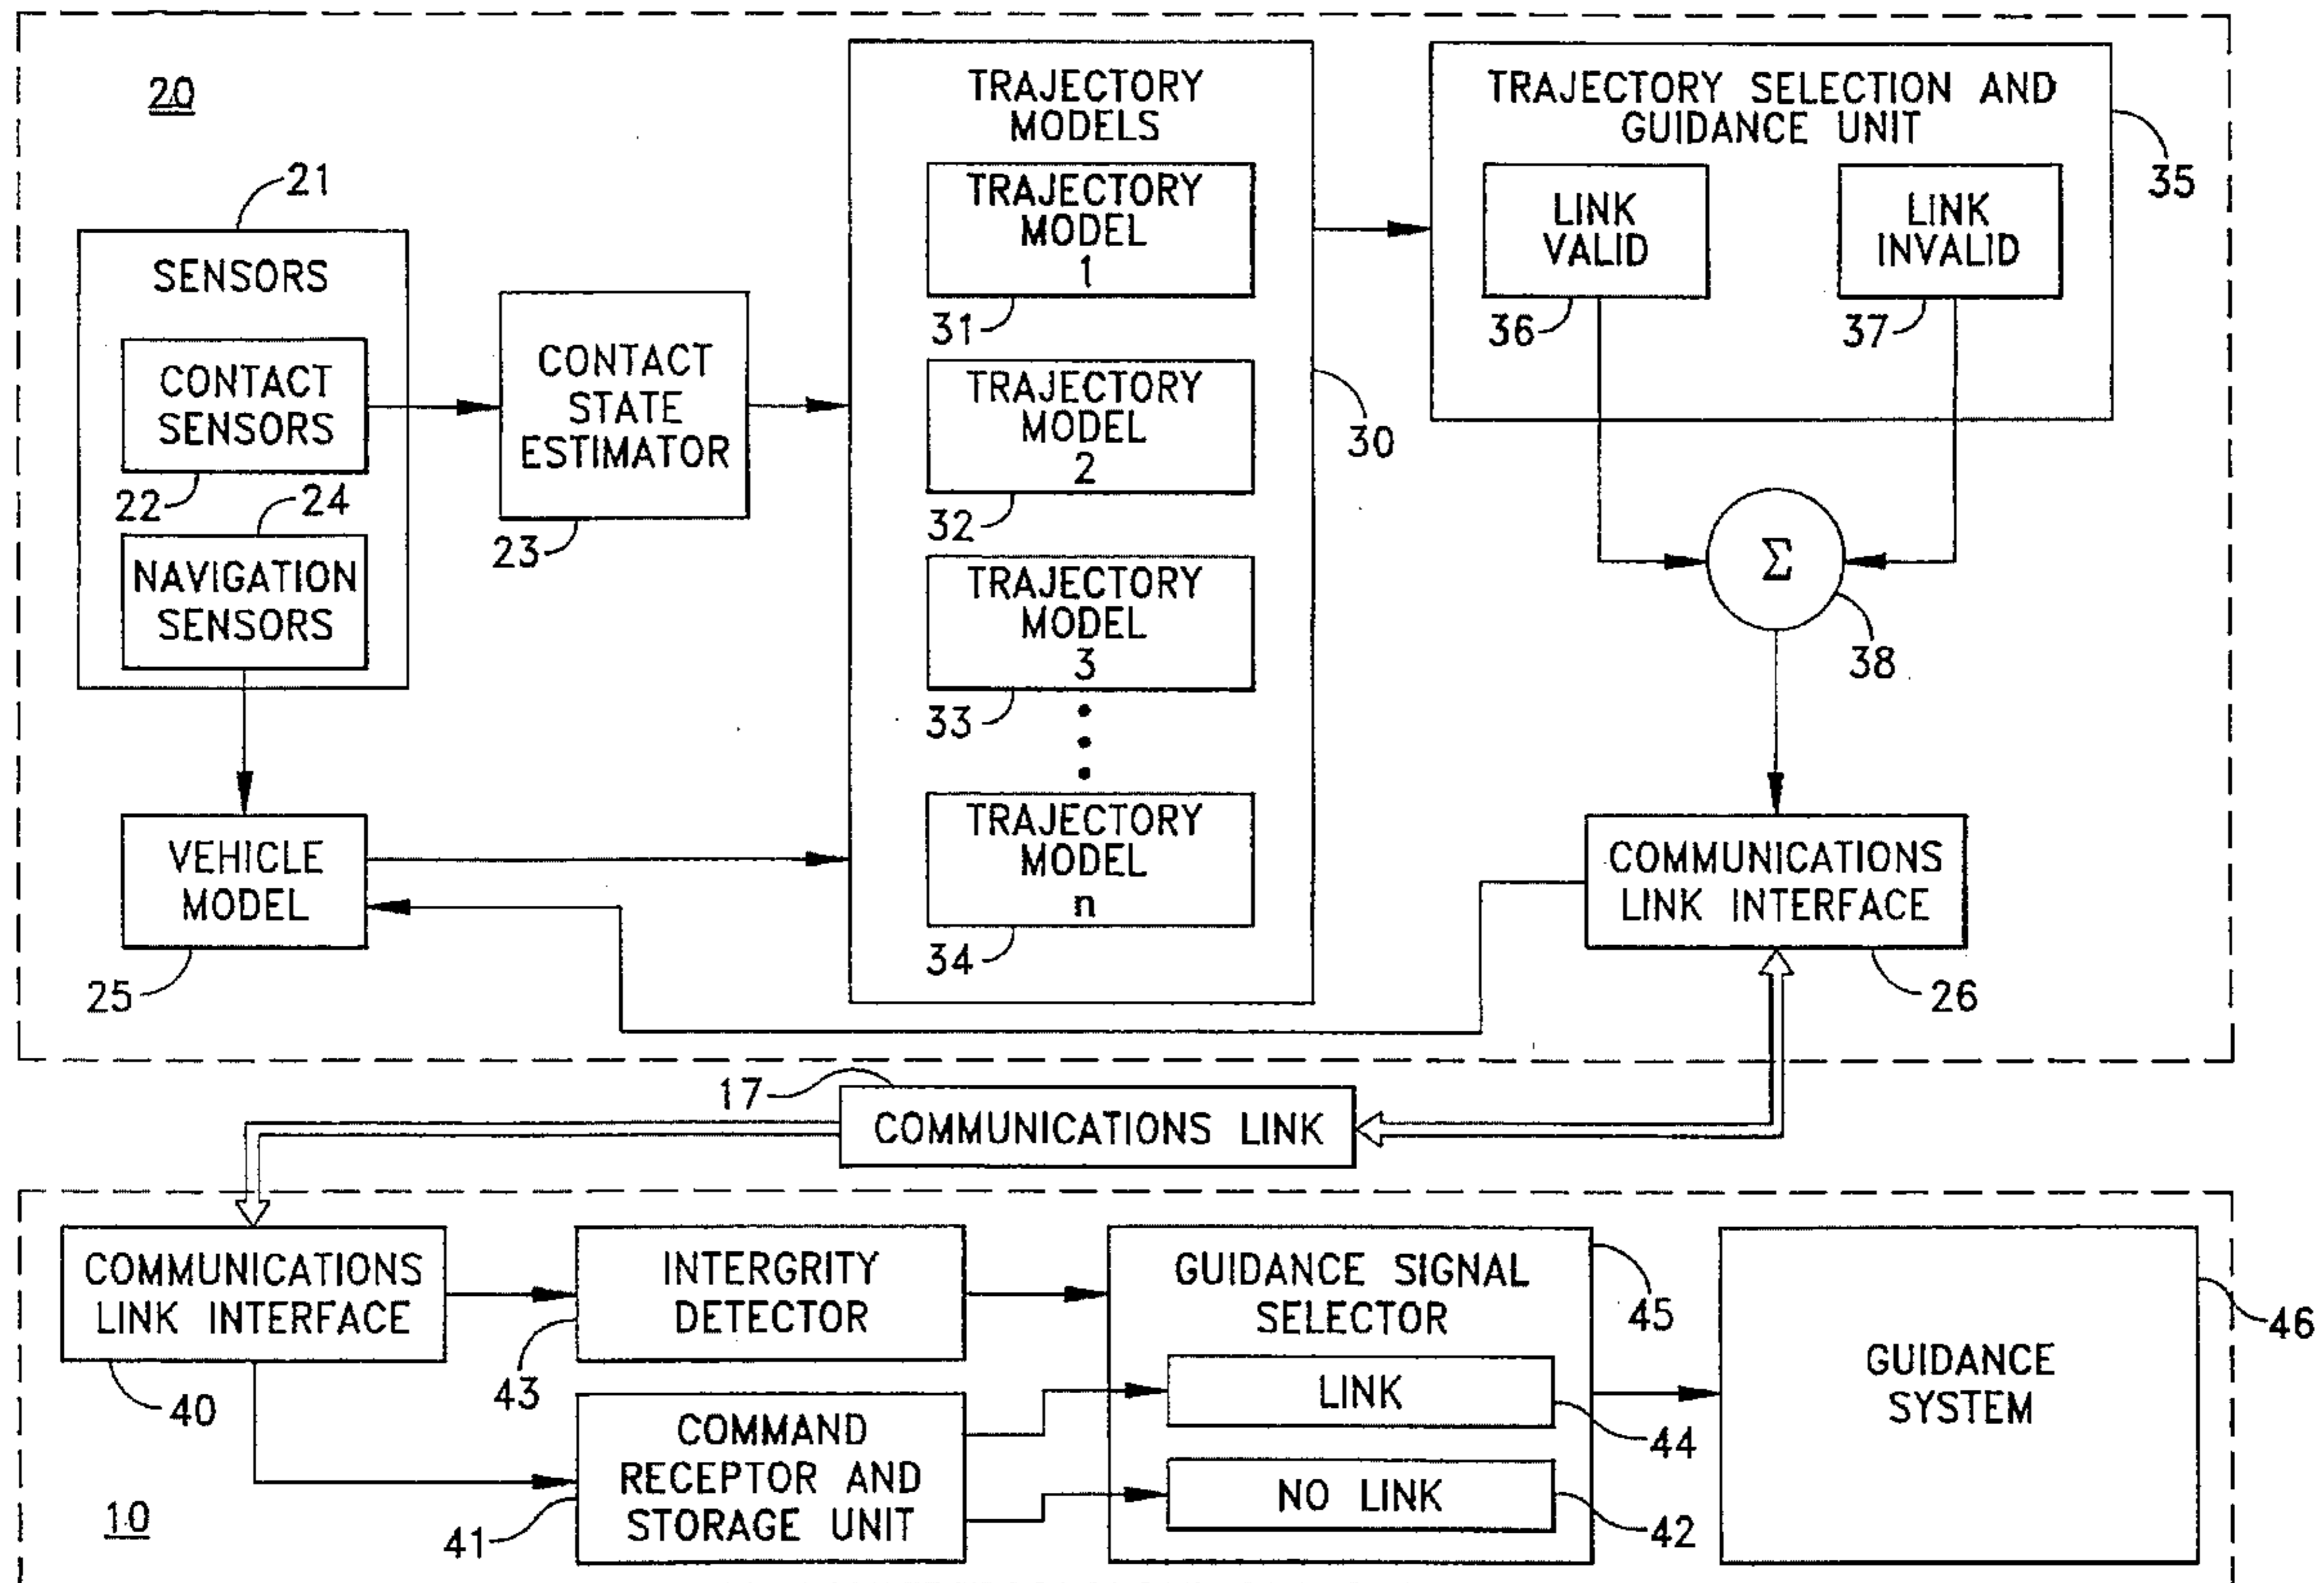 20
21
SENSORS
CONTACT
SENSORS
22
24
NAVIGATION
SENSORS
CONTACT
STATE
ESTIMATOR
23
VEHICLE
MODEL
25
TRAJECTORY
MODELS
TRAJECTORY
MODEL
1
31
TRAJECTORY
MODEL
2
32
30
TRAJECTORY
MODEL
3
33
TRAJECTORY
MODEL
n
34
TRAJECTORY SELECTION AND
GUIDANCE UNIT
35
LINK
VALID
36
LINK
INVALID
37
Σ
38
COMMUNICATIONS
LINK INTERFACE
26
17
COMMUNICATIONS LINK
COMMUNICATIONS
LINK INTERFACE
40
10
INTERGRITY
DETECTOR
43
COMMAND
RECEPTOR AND
STORAGE UNIT
41
GUIDANCE SIGNAL
SELECTOR
45
LINK
44
NO LINK
42
GUIDANCE
SYSTEM
46